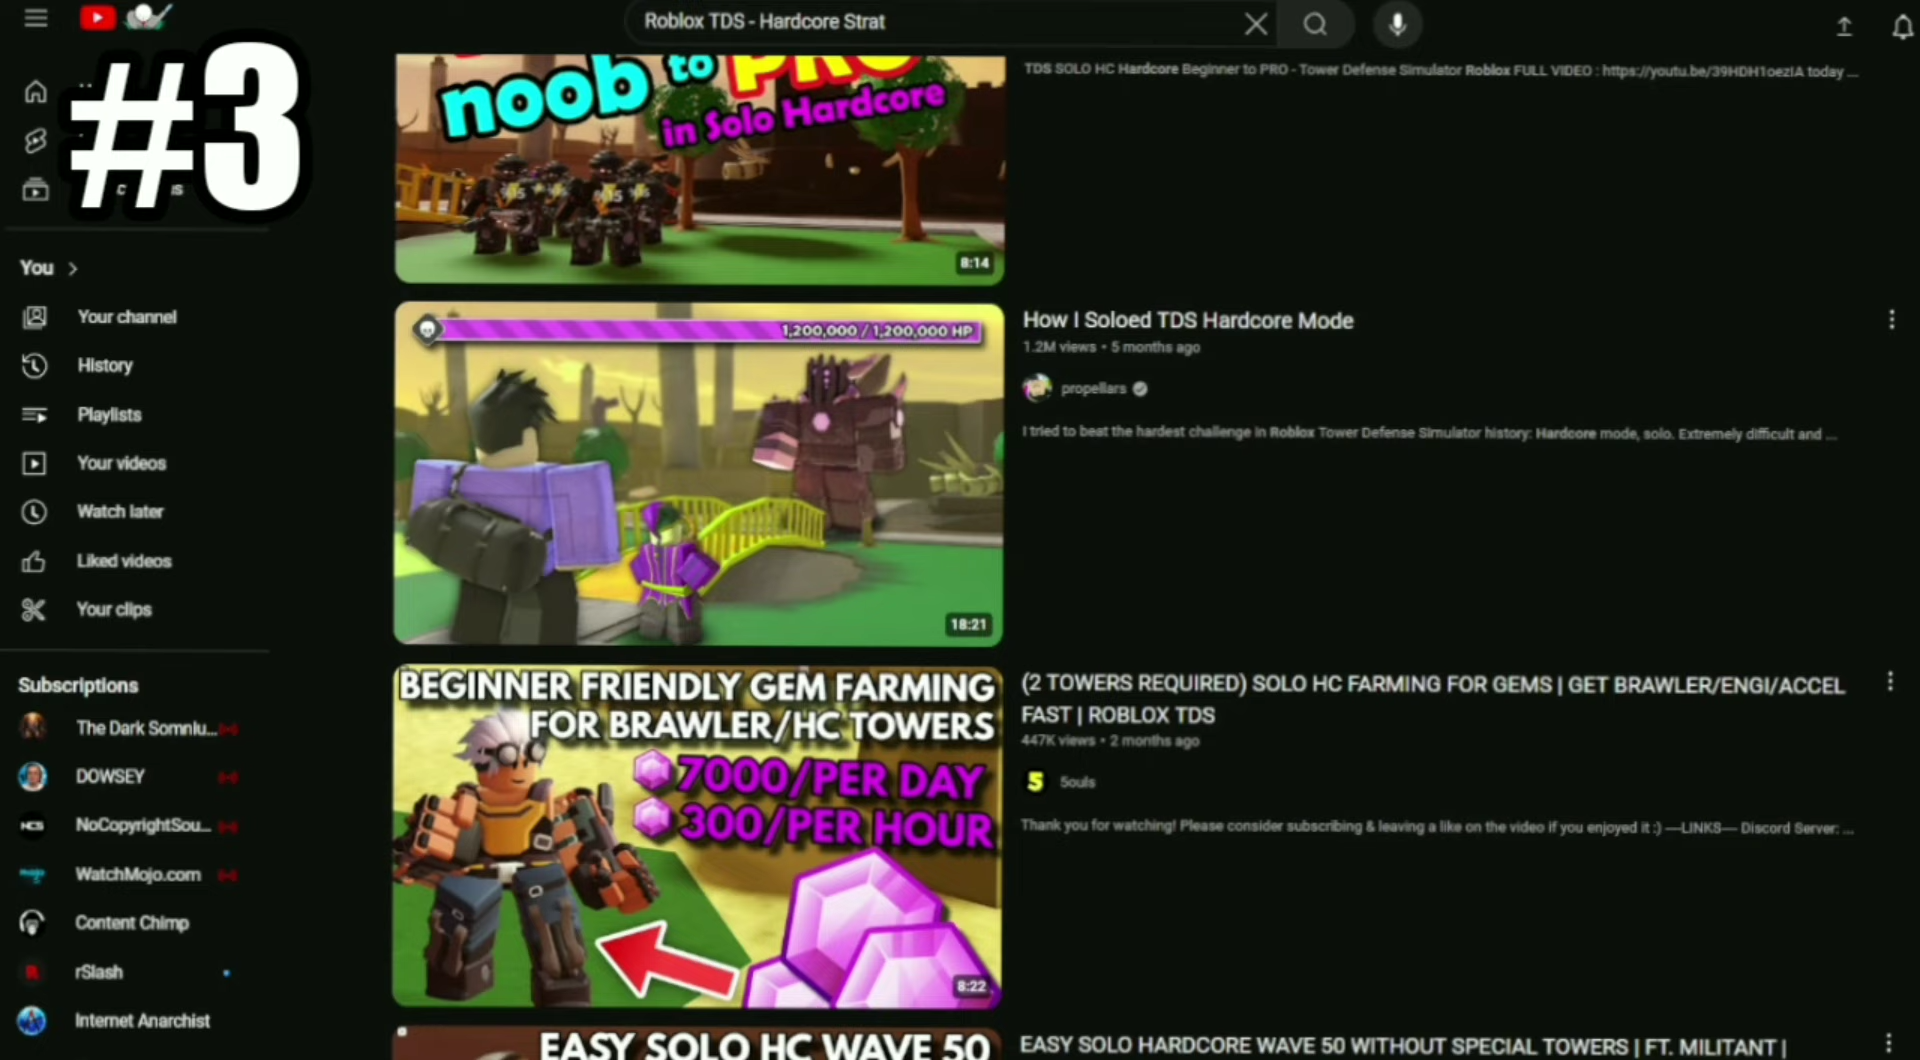 Roblox TDS - Hardcore Strat
#3
noob to PRO
in Solo Hardcore
8:14
TDS SOLO HC Hardcore Beginner to PRO - Tower Defense Simulator Roblox FULL VIDEO : https://youtu.be/39HDH1oezIA today ...
You
Your channel
History
Playlists
Your videos
Watch later
Liked videos
Your clips
Subscriptions
The Dark Somniu...
DOWSEY
NoCopyrightSou...
WatchMojo.com
Content Chimp
rSlash
Internet Anarchist
1,200,000 / 1,200,000 HP
18:21
How I Soloed TDS Hardcore Mode
1.2M views • 5 months ago
propellars
I tried to beat the hardest challenge in Roblox Tower Defense Simulator history: Hardcore mode, solo. Extremely difficult and ...
BEGINNER FRIENDLY GEM FARMING
FOR BRAWLER/HC TOWERS
7000/PER DAY
300/PER HOUR
8:22
(2 TOWERS REQUIRED) SOLO HC FARMING FOR GEMS | GET BRAWLER/ENGI/ACCEL
FAST | ROBLOX TDS
447K views • 2 months ago
5ouls
Thank you for watching! Please consider subscribing & leaving a like on the video if you enjoyed it :) —LINKS— Discord Server: ...
EASY SOLO HC WAVE 50
EASY SOLO HARDCORE WAVE 50 WITHOUT SPECIAL TOWERS | FT. MILITANT |